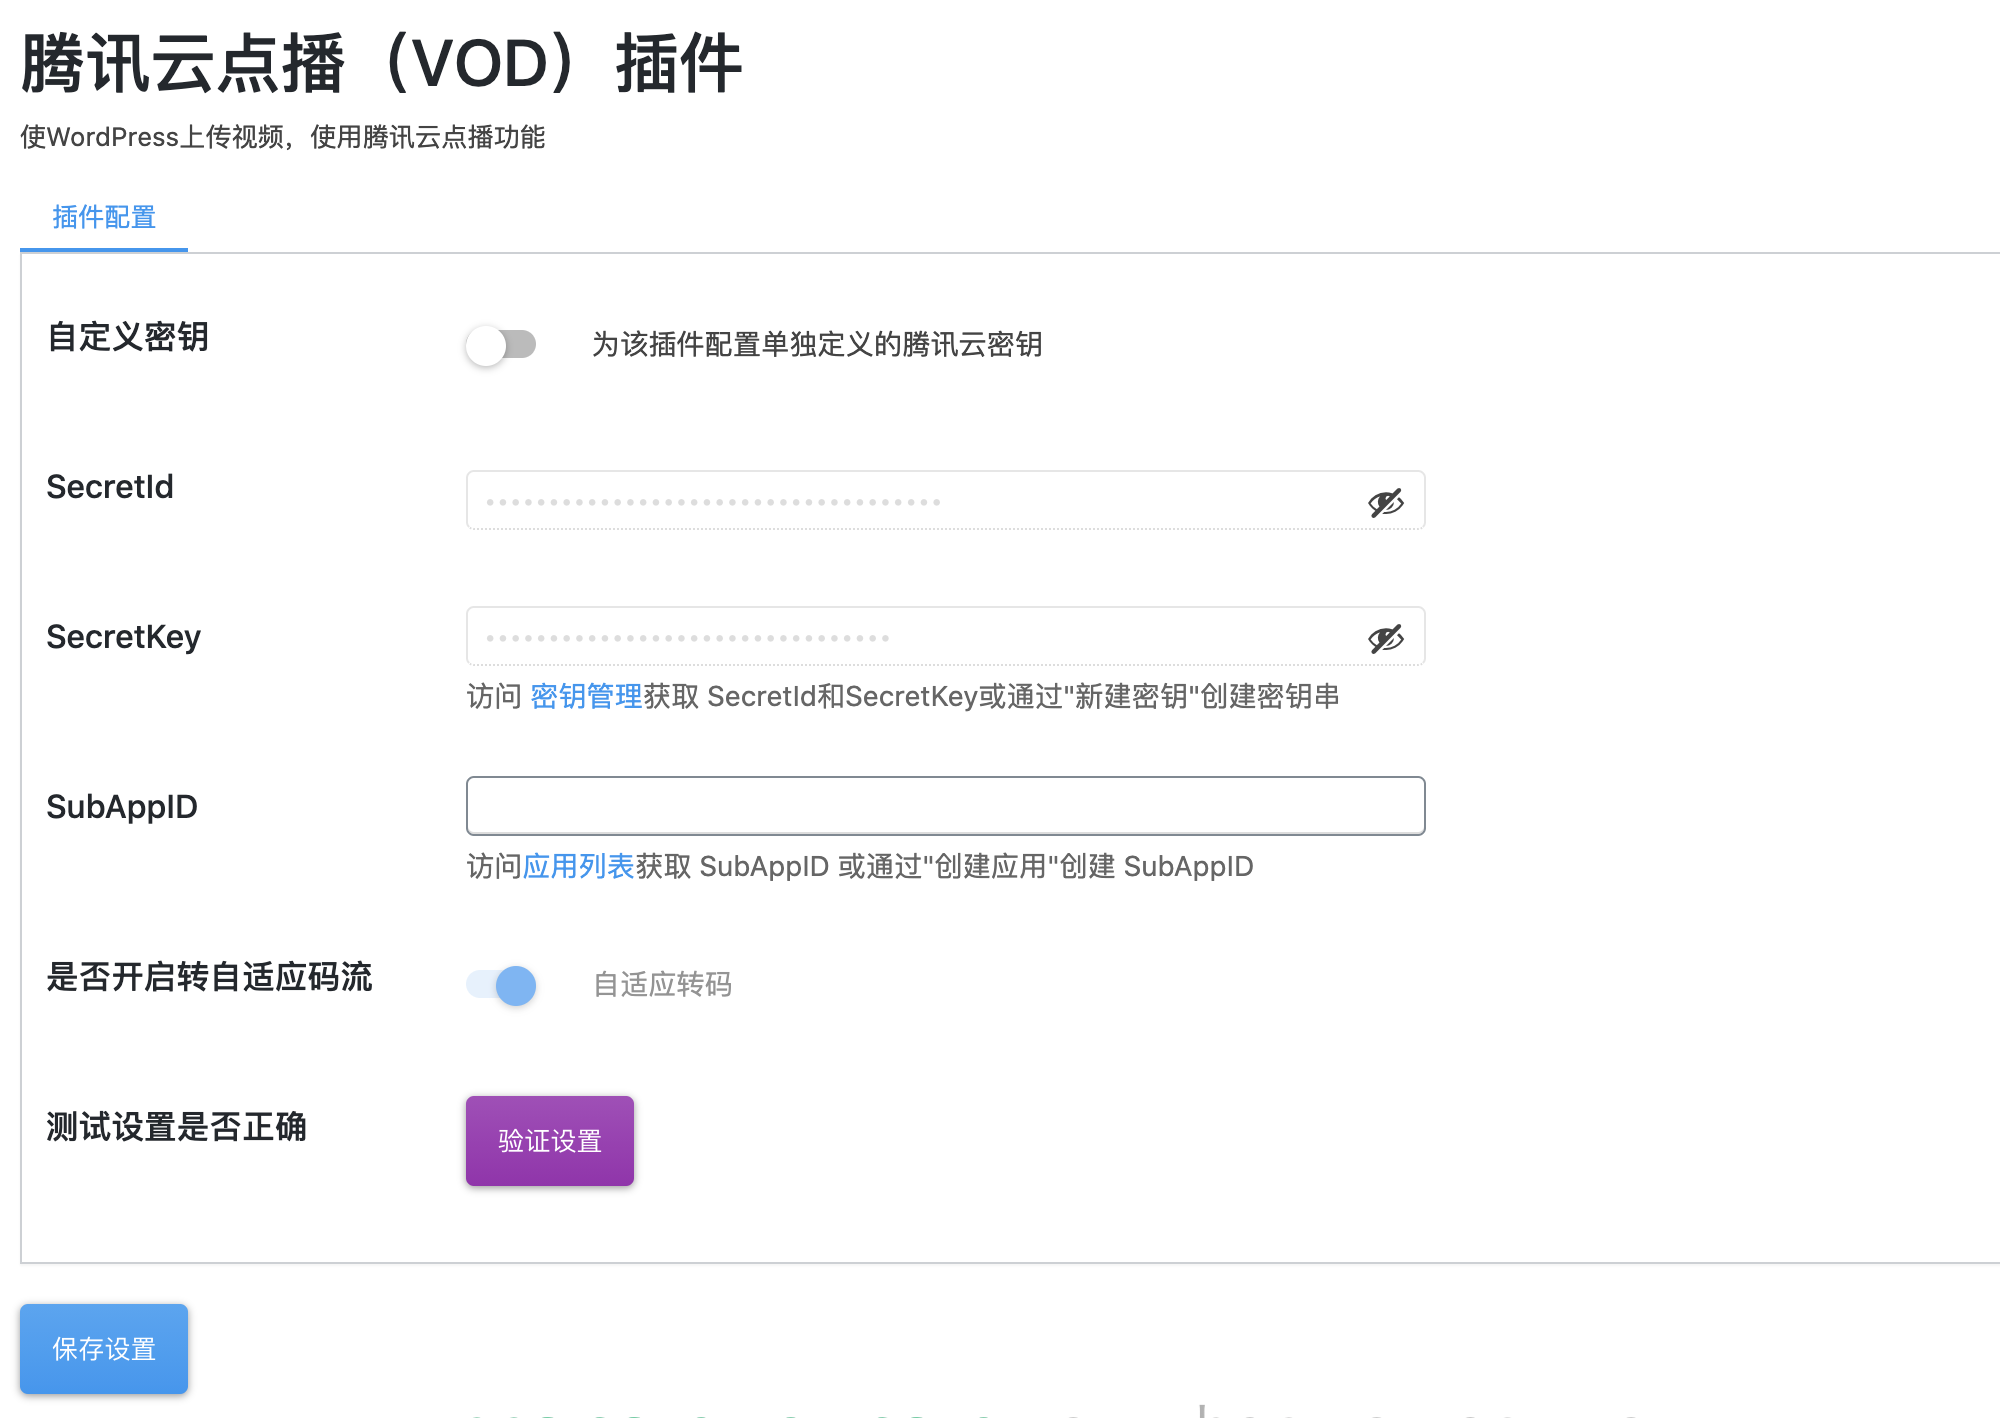 腾讯云点播（VOD）插件
使WordPress上传视频，使用腾讯云点播功能
插件配置
自定义密钥
为该插件配置单独定义的腾讯云密钥
SecretId
SecretKey
访问 密钥管理获取 SecretId和SecretKey或通过"新建密钥"创建密钥串
SubAppID
访问应用列表获取 SubAppID 或通过"创建应用"创建 SubAppID
是否开启转自适应码流
自适应转码
测试设置是否正确
验证设置
保存设置